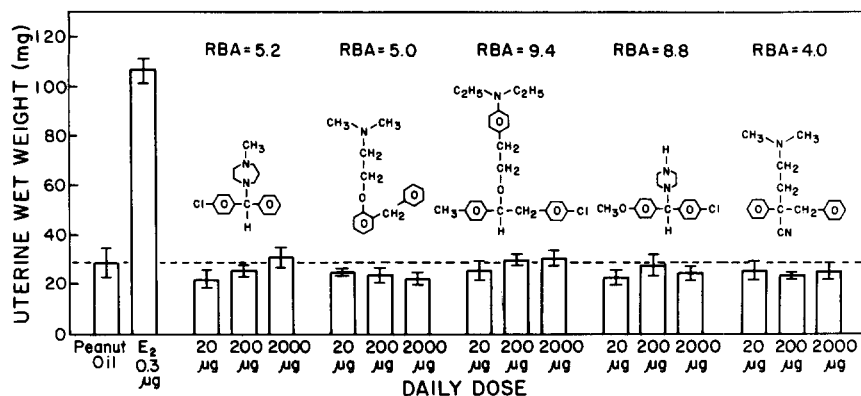 UTERINE WET WEIGHT (mg)
120
100
80
60
40
20
0
RBA = 5.2
RBA = 5.0
RBA = 9.4
RBA = 8.8
RBA = 4.0
CH₃
N
N
Cl
C
H
CH₃ CH₃
N
CH₂
CH₂
O
CH₂
C₂H₅ N C₂H₅
CH₂
CH₂
O
CH₃ C CH₂ Cl
H
H
N
N
CH₃O C Cl
H
CH₃ CH₃
N
CH₂
CH₂
C CH₂
CN
Peanut Oil
E₂ 0.3 µg
20 µg
200 µg
2000 µg
20 µg
200 µg
2000 µg
20 µg
200 µg
2000 µg
20 µg
200 µg
2000 µg
20 µg
200 µg
2000 µg
DAILY DOSE